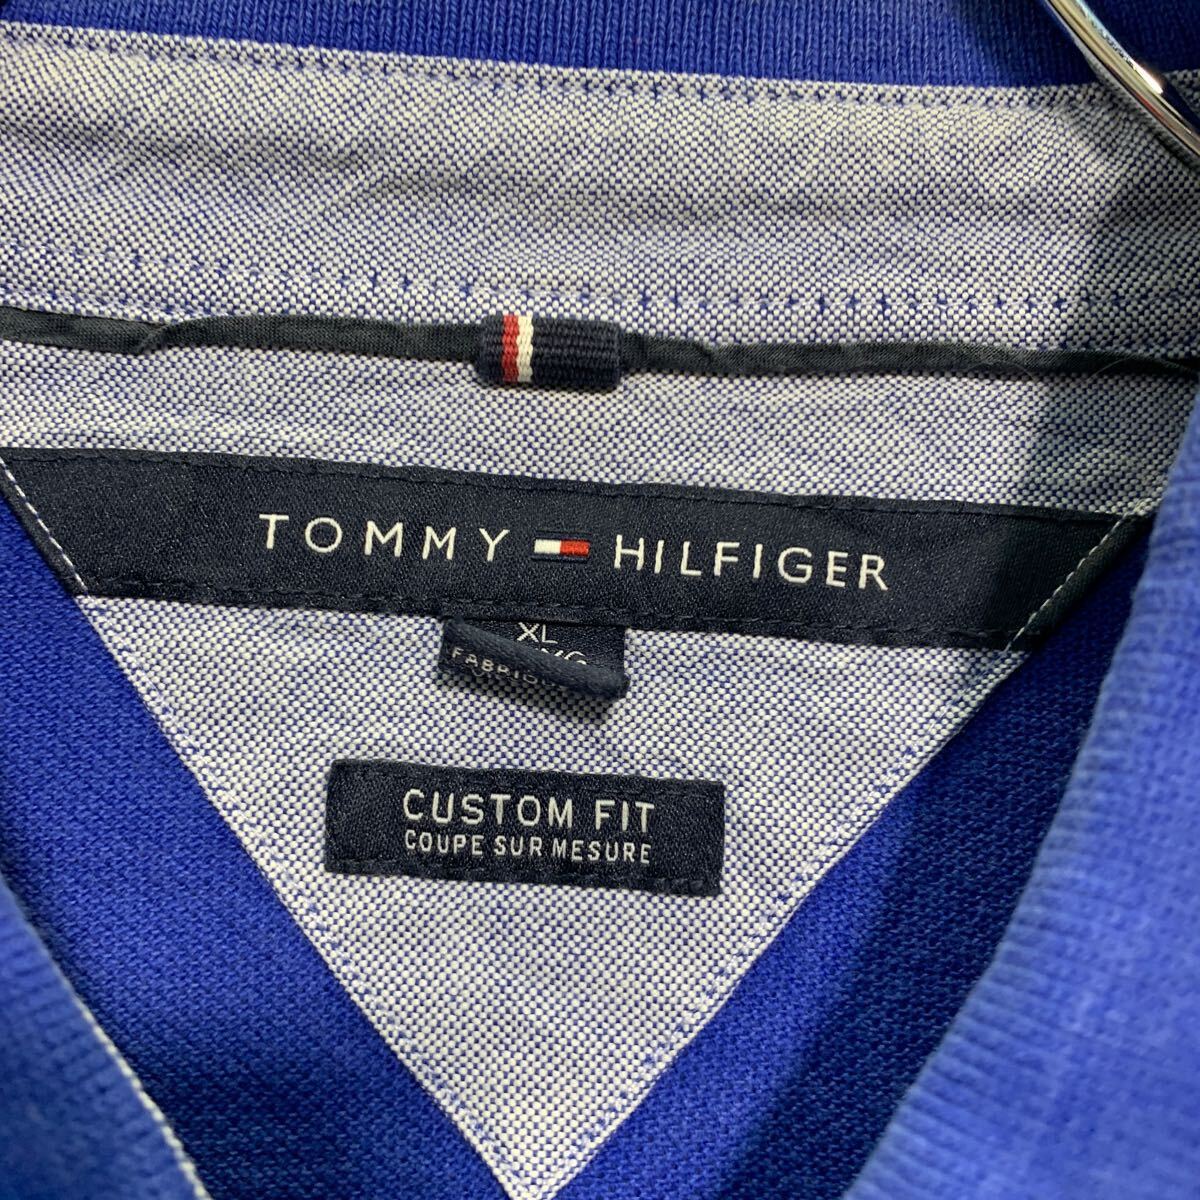 TOMMY HILFIGER
XL
CUSTOM FIT
COUPE SUR MESURE